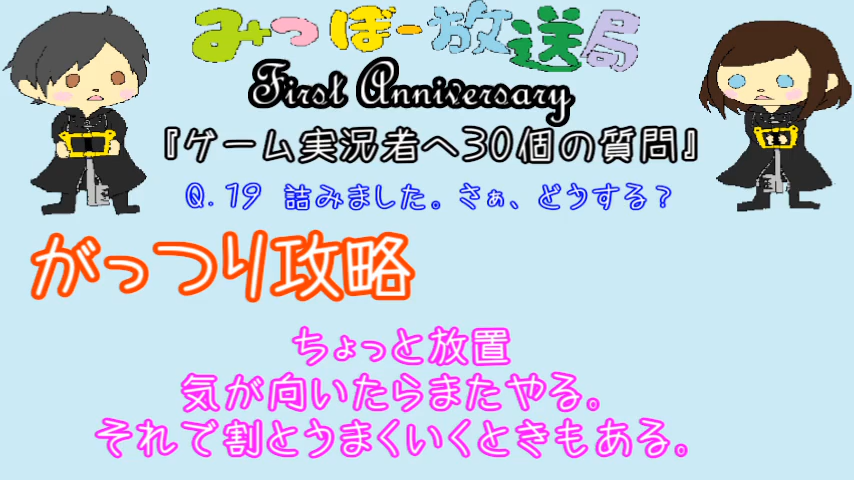 みつぼー放送局
First Anniversary
『ゲーム実況者へ30個の質問』
Q.19 詰みました。さぁ、どうする？
がっつり攻略
ちょっと放置
気が向いたらまたやる。
それで割とうまくいくときもある。